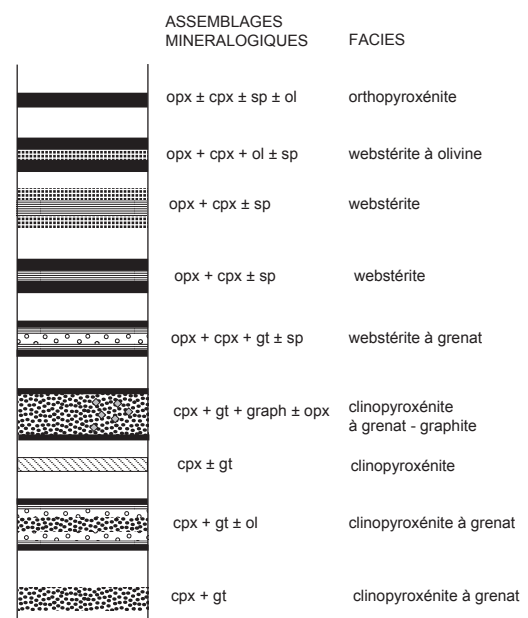 ASSEMBLAGES
MINERALOGIQUES FACIES
opx ± cpx ± sp ± ol orthopyroxénite
opx + cpx + ol ± sp webstérite à olivine
opx + cpx ± sp webstérite
opx + cpx ± sp webstérite
opx + cpx + gt ± sp webstérite à grenat
cpx + gt + graph ± opx clinopyroxénite
à grenat - graphite
cpx ± gt clinopyroxénite
cpx + gt ± ol clinopyroxénite à grenat
cpx + gt clinopyroxénite à grenat